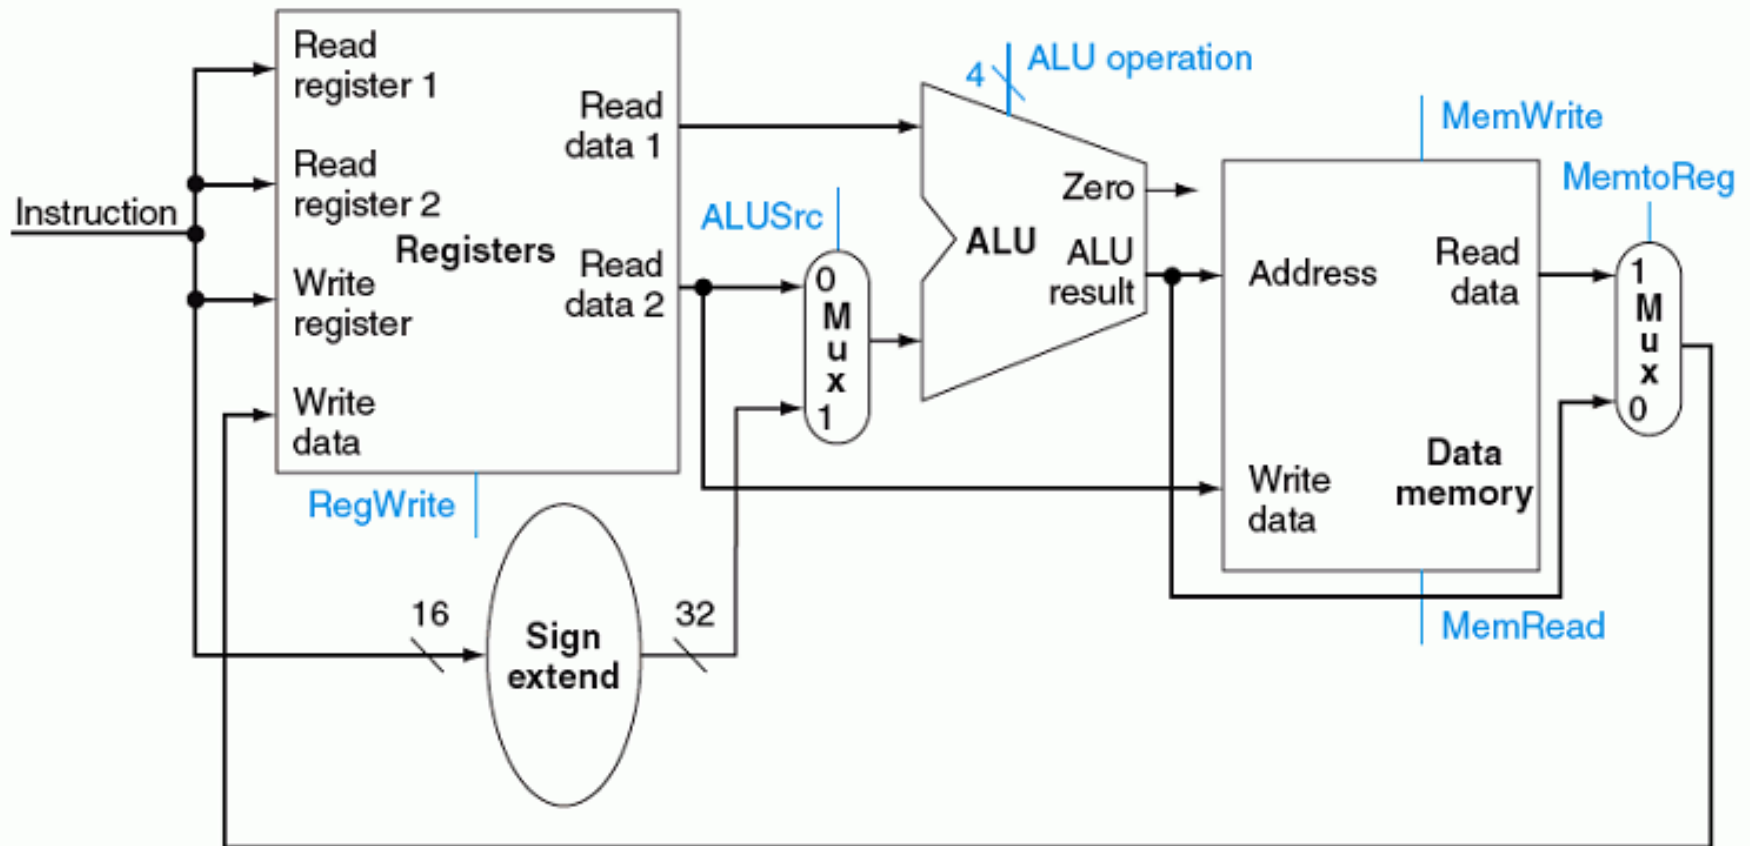 Instruction
Read
register 1
Read
register 2
Registers
Write
register
Write
data
Read
data 1
Read
data 2
RegWrite
16
Sign
extend
32
ALUSrc
0
M
u
x
1
4
ALU operation
Zero
ALU
ALU
result
MemWrite
Address
Read
data
Write
data
Data
memory
MemRead
MemtoReg
1
M
u
x
0